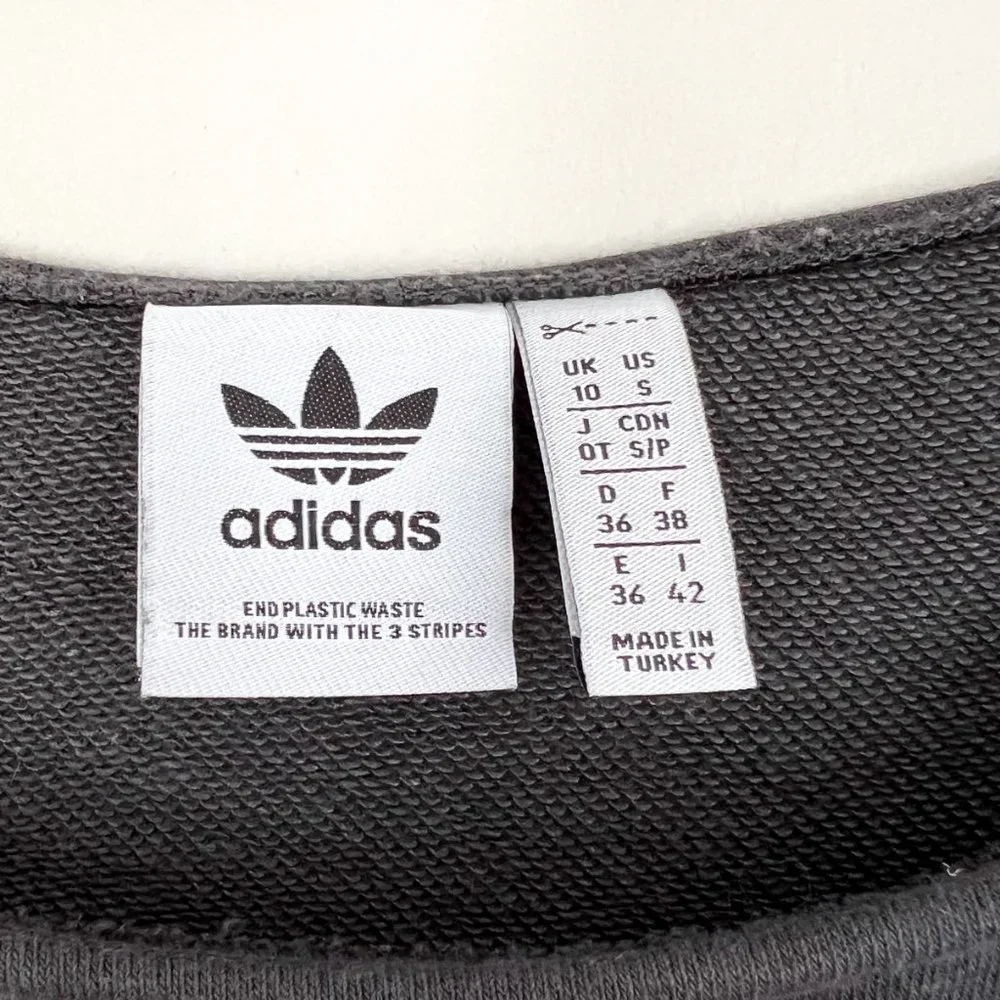 adidas
END PLASTIC WASTE
THE BRAND WITH THE 3 STRIPES
UK US
10 S
J CDN
OT S/P
D F
36 38
E I
36 42
MADE IN
TURKEY